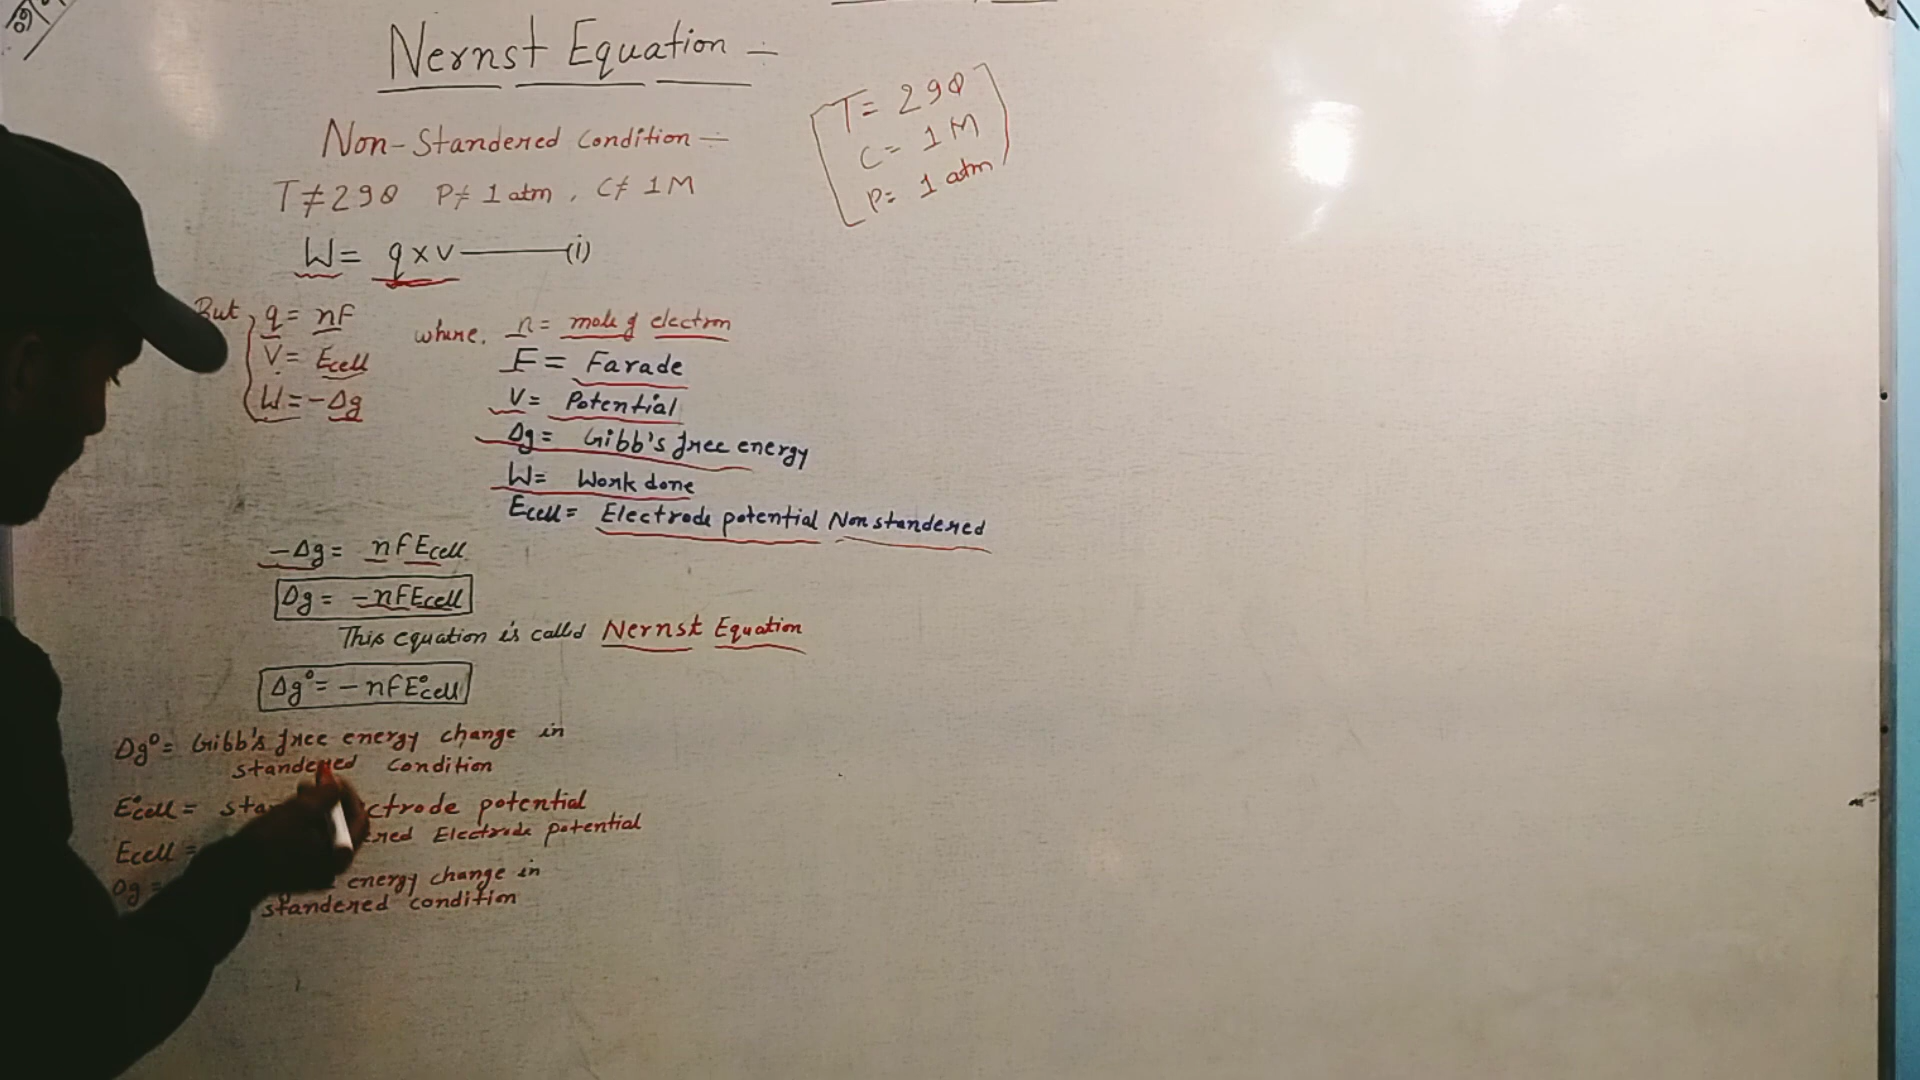 Nernst Equation :-
Non-Standered condition :-
T≠298 P≠ 1 atm, C≠ 1M
T= 298
C= 1M
P= 1 atm
W= q×v ——— (i)
But, q= nF
V= Ecell
W=-Δg
where, n= mole of electron
F= Farade
V= Potential
Δg= Gibb's free energy
W= Work done
Ecell= Electrode potential Non standered
-Δg= nFEcell
Δg= -nFEcell
This equation is called Nernst Equation
Δg°= -nFE°cell
Δg°= Gibb's free energy change in
standered condition
E°cell= ctrode potential
Ecell= ered Electrode potential
Δg= energy change in
standered condition